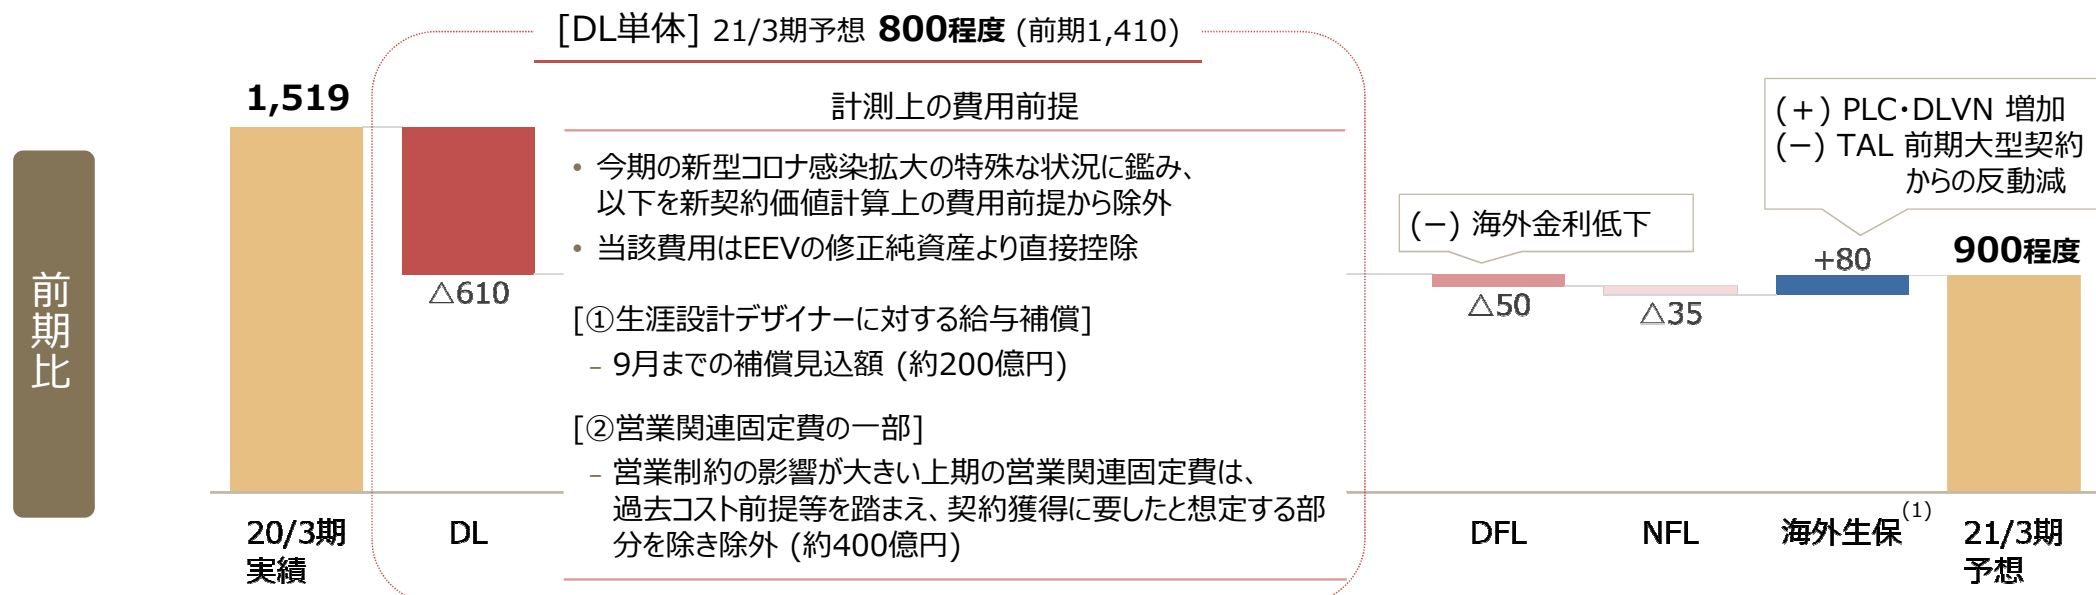 [DL単体] 21/3期予想 800程度 (前期1,410)
前期比
1,519
計測上の費用前提
• 今期の新型コロナ感染拡大の特殊な状況に鑑み、
以下を新契約価値計算上の費用前提から除外
• 当該費用はEEVの修正純資産より直接控除
[①生涯設計デザイナーに対する給与補償]
– 9月までの補償見込額 (約200億円)
[②営業関連固定費の一部]
– 営業制約の影響が大きい上期の営業関連固定費は、
過去コスト前提等を踏まえ、契約獲得に要したと想定する部
分を除き除外 (約400億円)
△610
(－) 海外金利低下
△50
△35
(＋) PLC・DLVN 増加
(－) TAL 前期大型契約
からの反動減
+80
900程度
20/3期
実績
DL
DFL
NFL
海外生保(1)
21/3期
予想